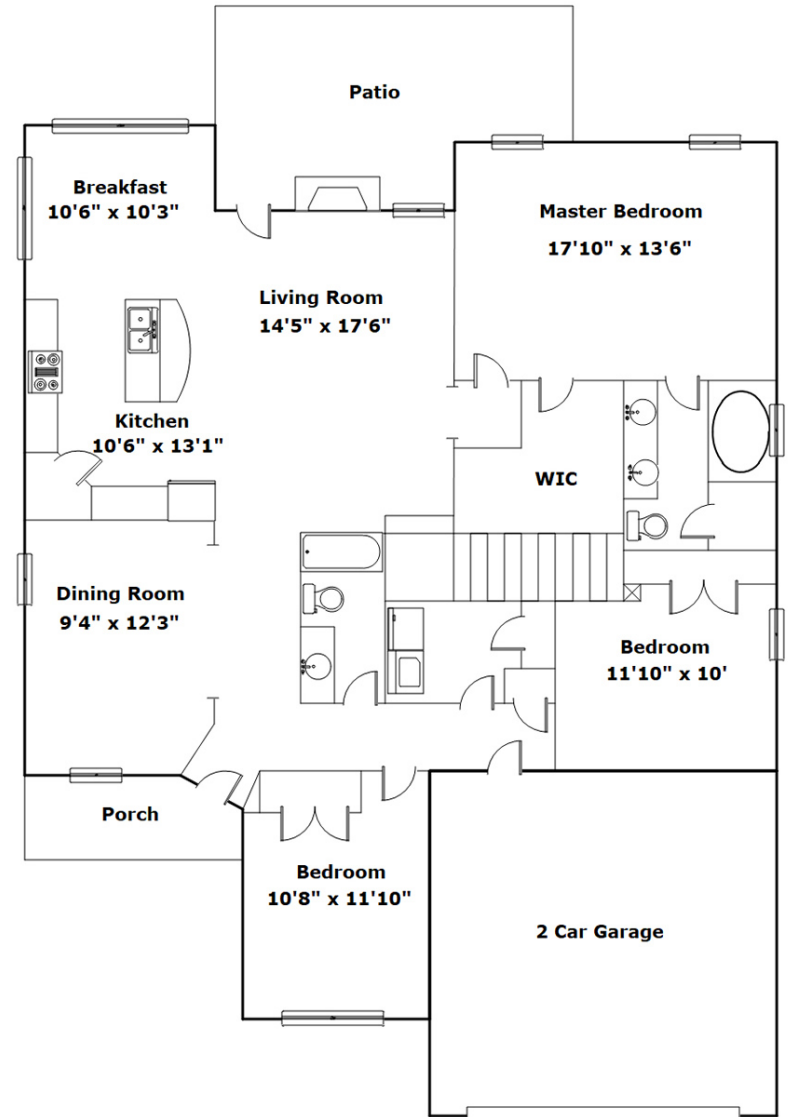 Patio
Breakfast
10'6" x 10'3"
Master Bedroom
17'10" x 13'6"
Living Room
14'5" x 17'6"
Kitchen
10'6" x 13'1"
WIC
Dining Room
9'4" x 12'3"
Bedroom
11'10" x 10'
Porch
Bedroom
10'8" x 11'10"
2 Car Garage